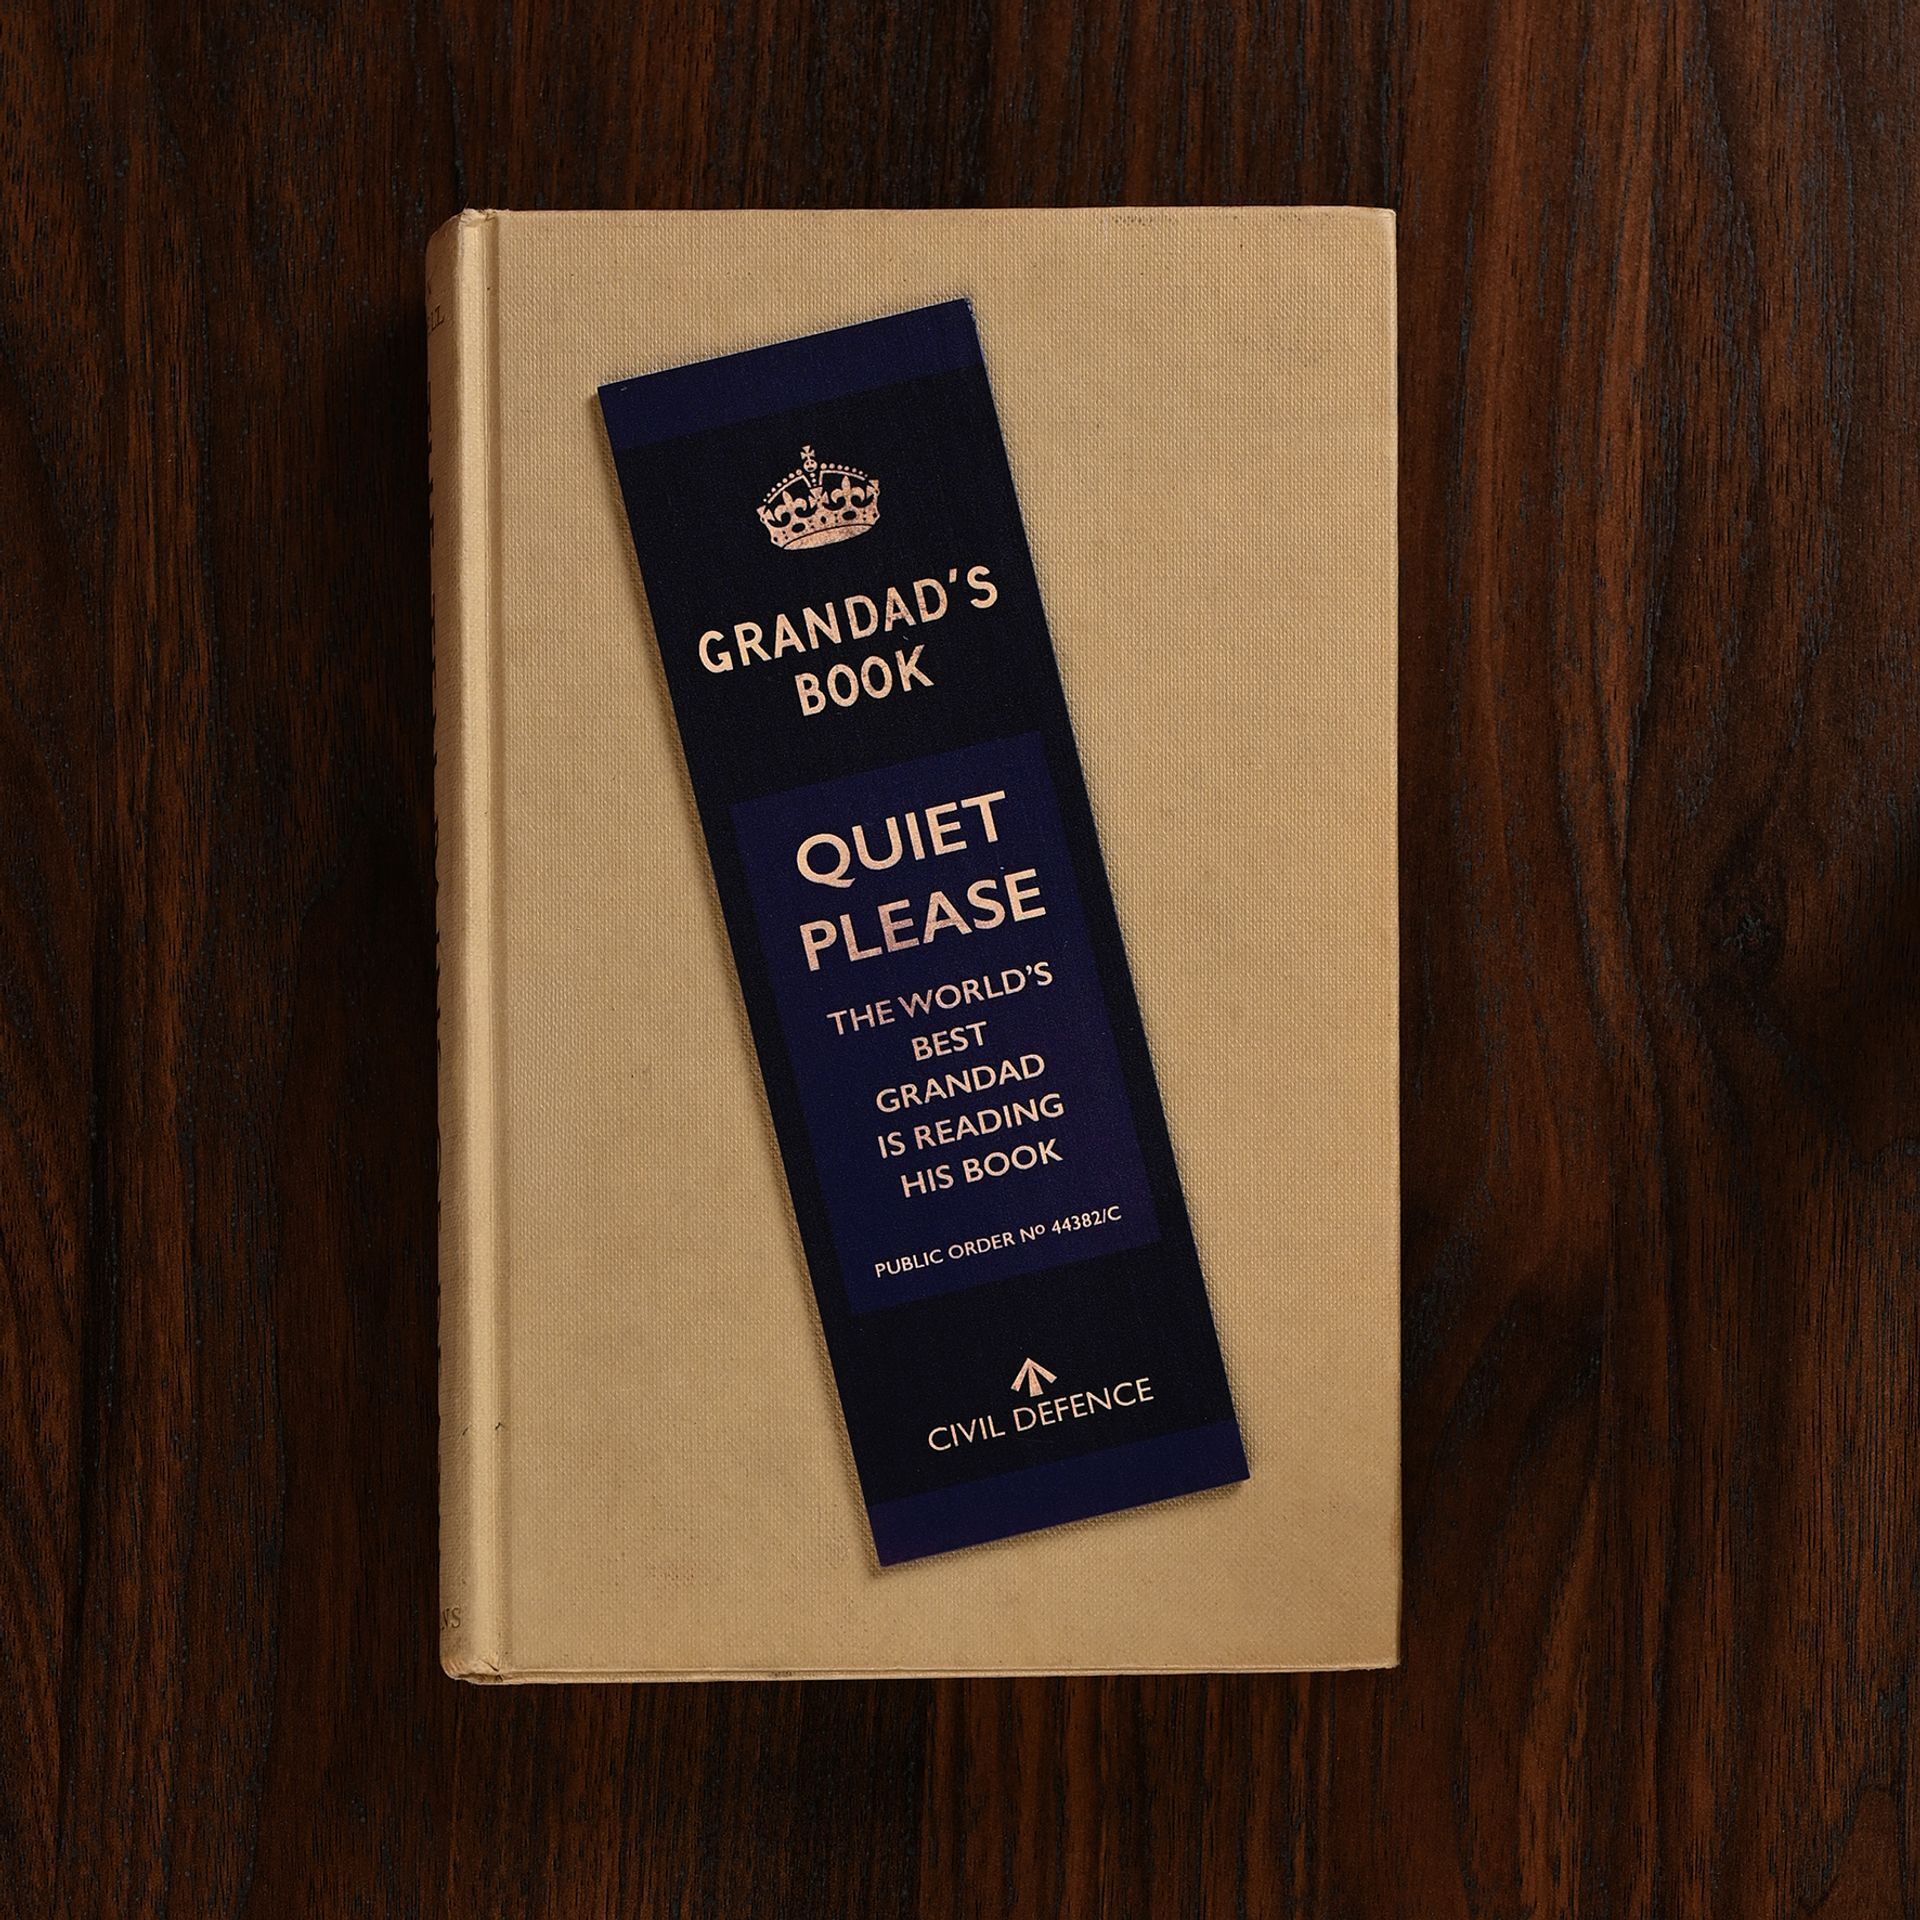 GRANDAD'S
BOOK
QUIET
PLEASE
THE WORLD'S
BEST
GRANDAD
IS READING
HIS BOOK
PUBLIC ORDER Nº 44382/C
CIVIL DEFENCE